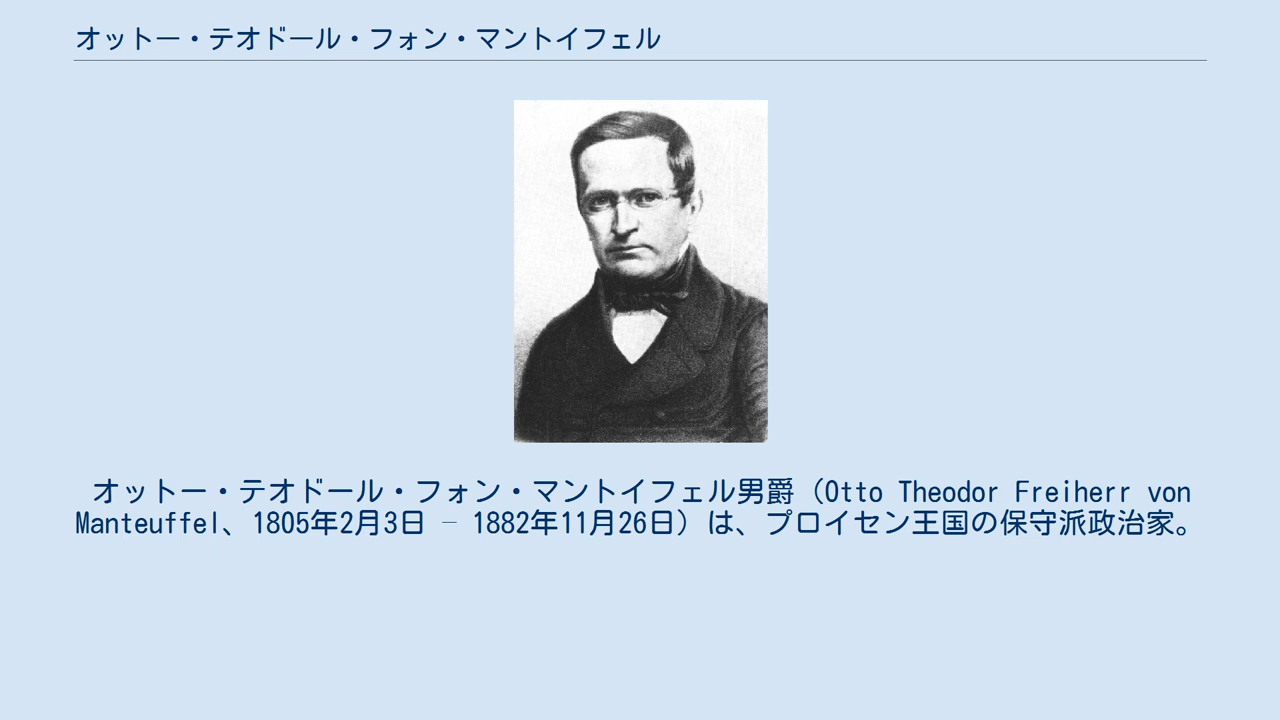 オットー・テオドール・フォン・マントイフェル
オットー・テオドール・フォン・マントイフェル男爵（Otto Theodor Freiherr von
Manteuffel、1805年2月3日 – 1882年11月26日）は、プロイセン王国の保守派政治家。